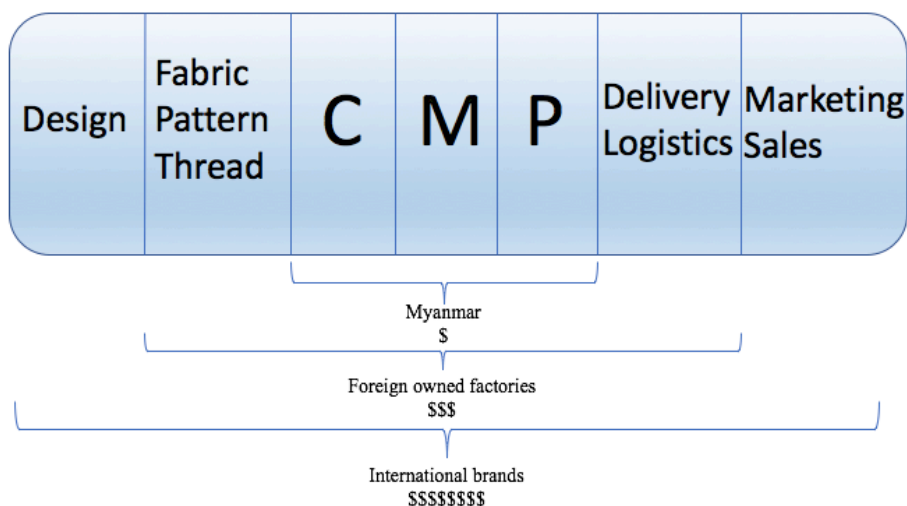 Design
Fabric
Pattern
Thread
C
M
P
Delivery
Logistics
Marketing
Sales
Myanmar
$
Foreign owned factories
$$$
International brands
$$$$$$$$